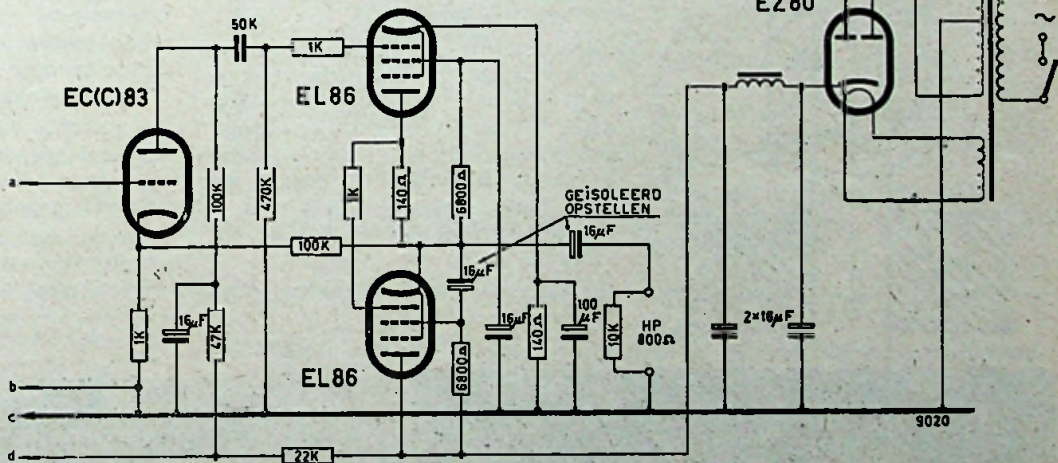 EZ80
~
50K
1K
EC(C)83
EL86
a
100K
470K
1K
140Ω
6800Ω
GEÏSOLEERD
OPSTELLEN
16µF
100K
16µF
1K
16µF
47K
16µF
140Ω
100
µF
10K
HP
800Ω
2×16µF
EL86
6800Ω
b
c
9020
d
22K